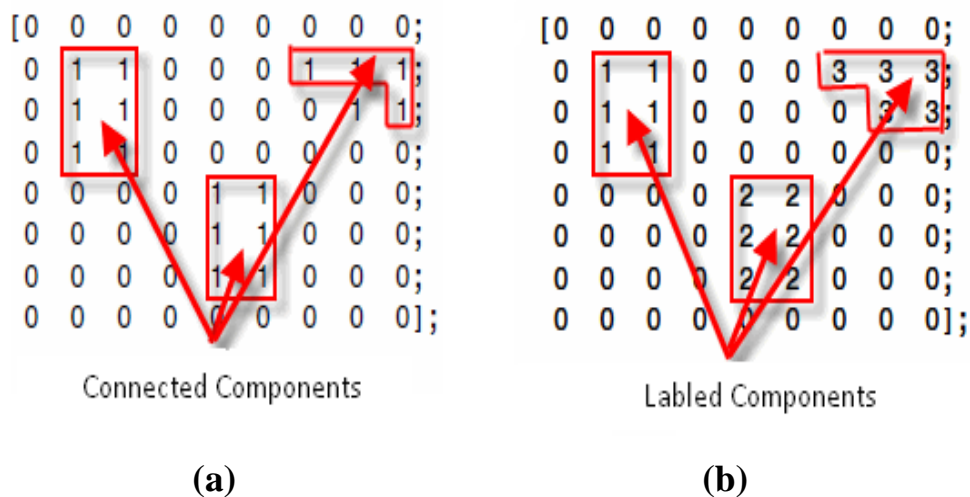 [0 0 0 0 0 0 0 0 0;
0 1 1 0 0 0 1 1 1;
0 1 1 0 0 0 0 1 1;
0 1 1 0 0 0 0 0 0;
0 0 0 0 1 1 0 0 0;
0 0 0 0 1 1 0 0 0;
0 0 0 0 1 1 0 0 0;
0 0 0 0 0 0 0 0 0];
Connected Components
(a)
[0 0 0 0 0 0 0 0 0;
0 1 1 0 0 0 3 3 3;
0 1 1 0 0 0 0 3 3;
0 1 1 0 0 0 0 0 0;
0 0 0 0 2 2 0 0 0;
0 0 0 0 2 2 0 0 0;
0 0 0 0 2 2 0 0 0;
0 0 0 0 0 0 0 0 0];
Labled Components
(b)